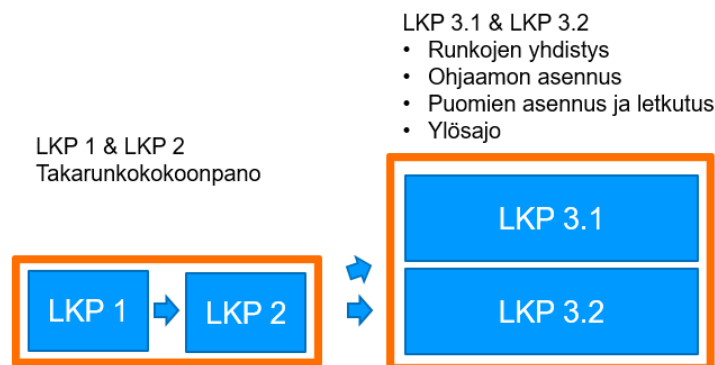 LKP 3.1 & LKP 3.2
• Runkojen yhdistys
• Ohjaamon asennus
• Puomien asennus ja letkutus
• Ylösajo
LKP 1 & LKP 2
Takarunkokokoonpano
LKP 1
LKP 2
LKP 3.1
LKP 3.2